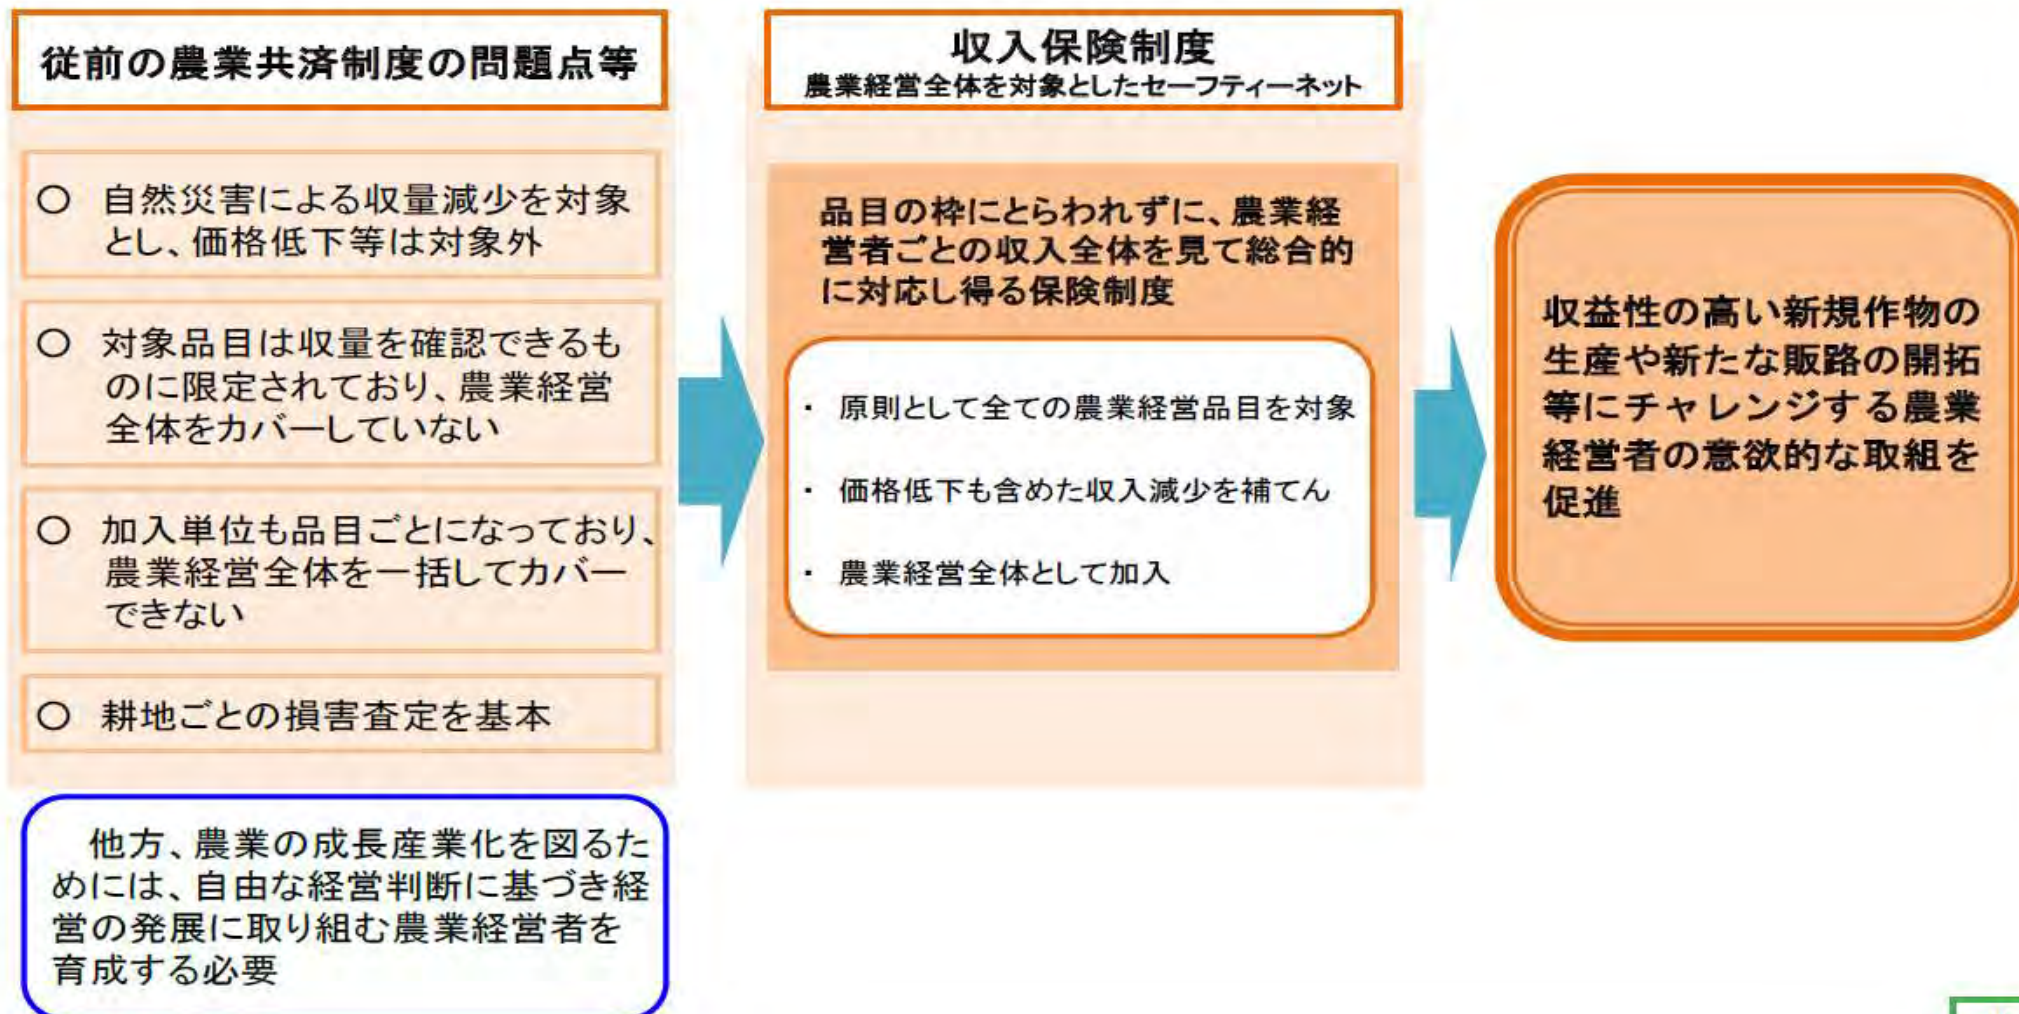 従前の農業共済制度の問題点等
○ 自然災害による収量減少を対象
とし、価格低下等は対象外
○ 対象品目は収量を確認できるも
のに限定されており、農業経営
全体をカバーしていない
○ 加入単位も品目ごとになっており、
農業経営全体を一括してカバー
できない
○ 耕地ごとの損害査定を基本
他方、農業の成長産業化を図るた
めには、自由な経営判断に基づき経
営の発展に取り組む農業経営者を
育成する必要
収入保険制度
農業経営全体を対象としたセーフティーネット
品目の枠にとらわれずに、農業経
営者ごとの収入全体を見て総合的
に対応し得る保険制度
・ 原則として全ての農業経営品目を対象
・ 価格低下も含めた収入減少を補てん
・ 農業経営全体として加入
収益性の高い新規作物の
生産や新たな販路の開拓
等にチャレンジする農業
経営者の意欲的な取組を
促進